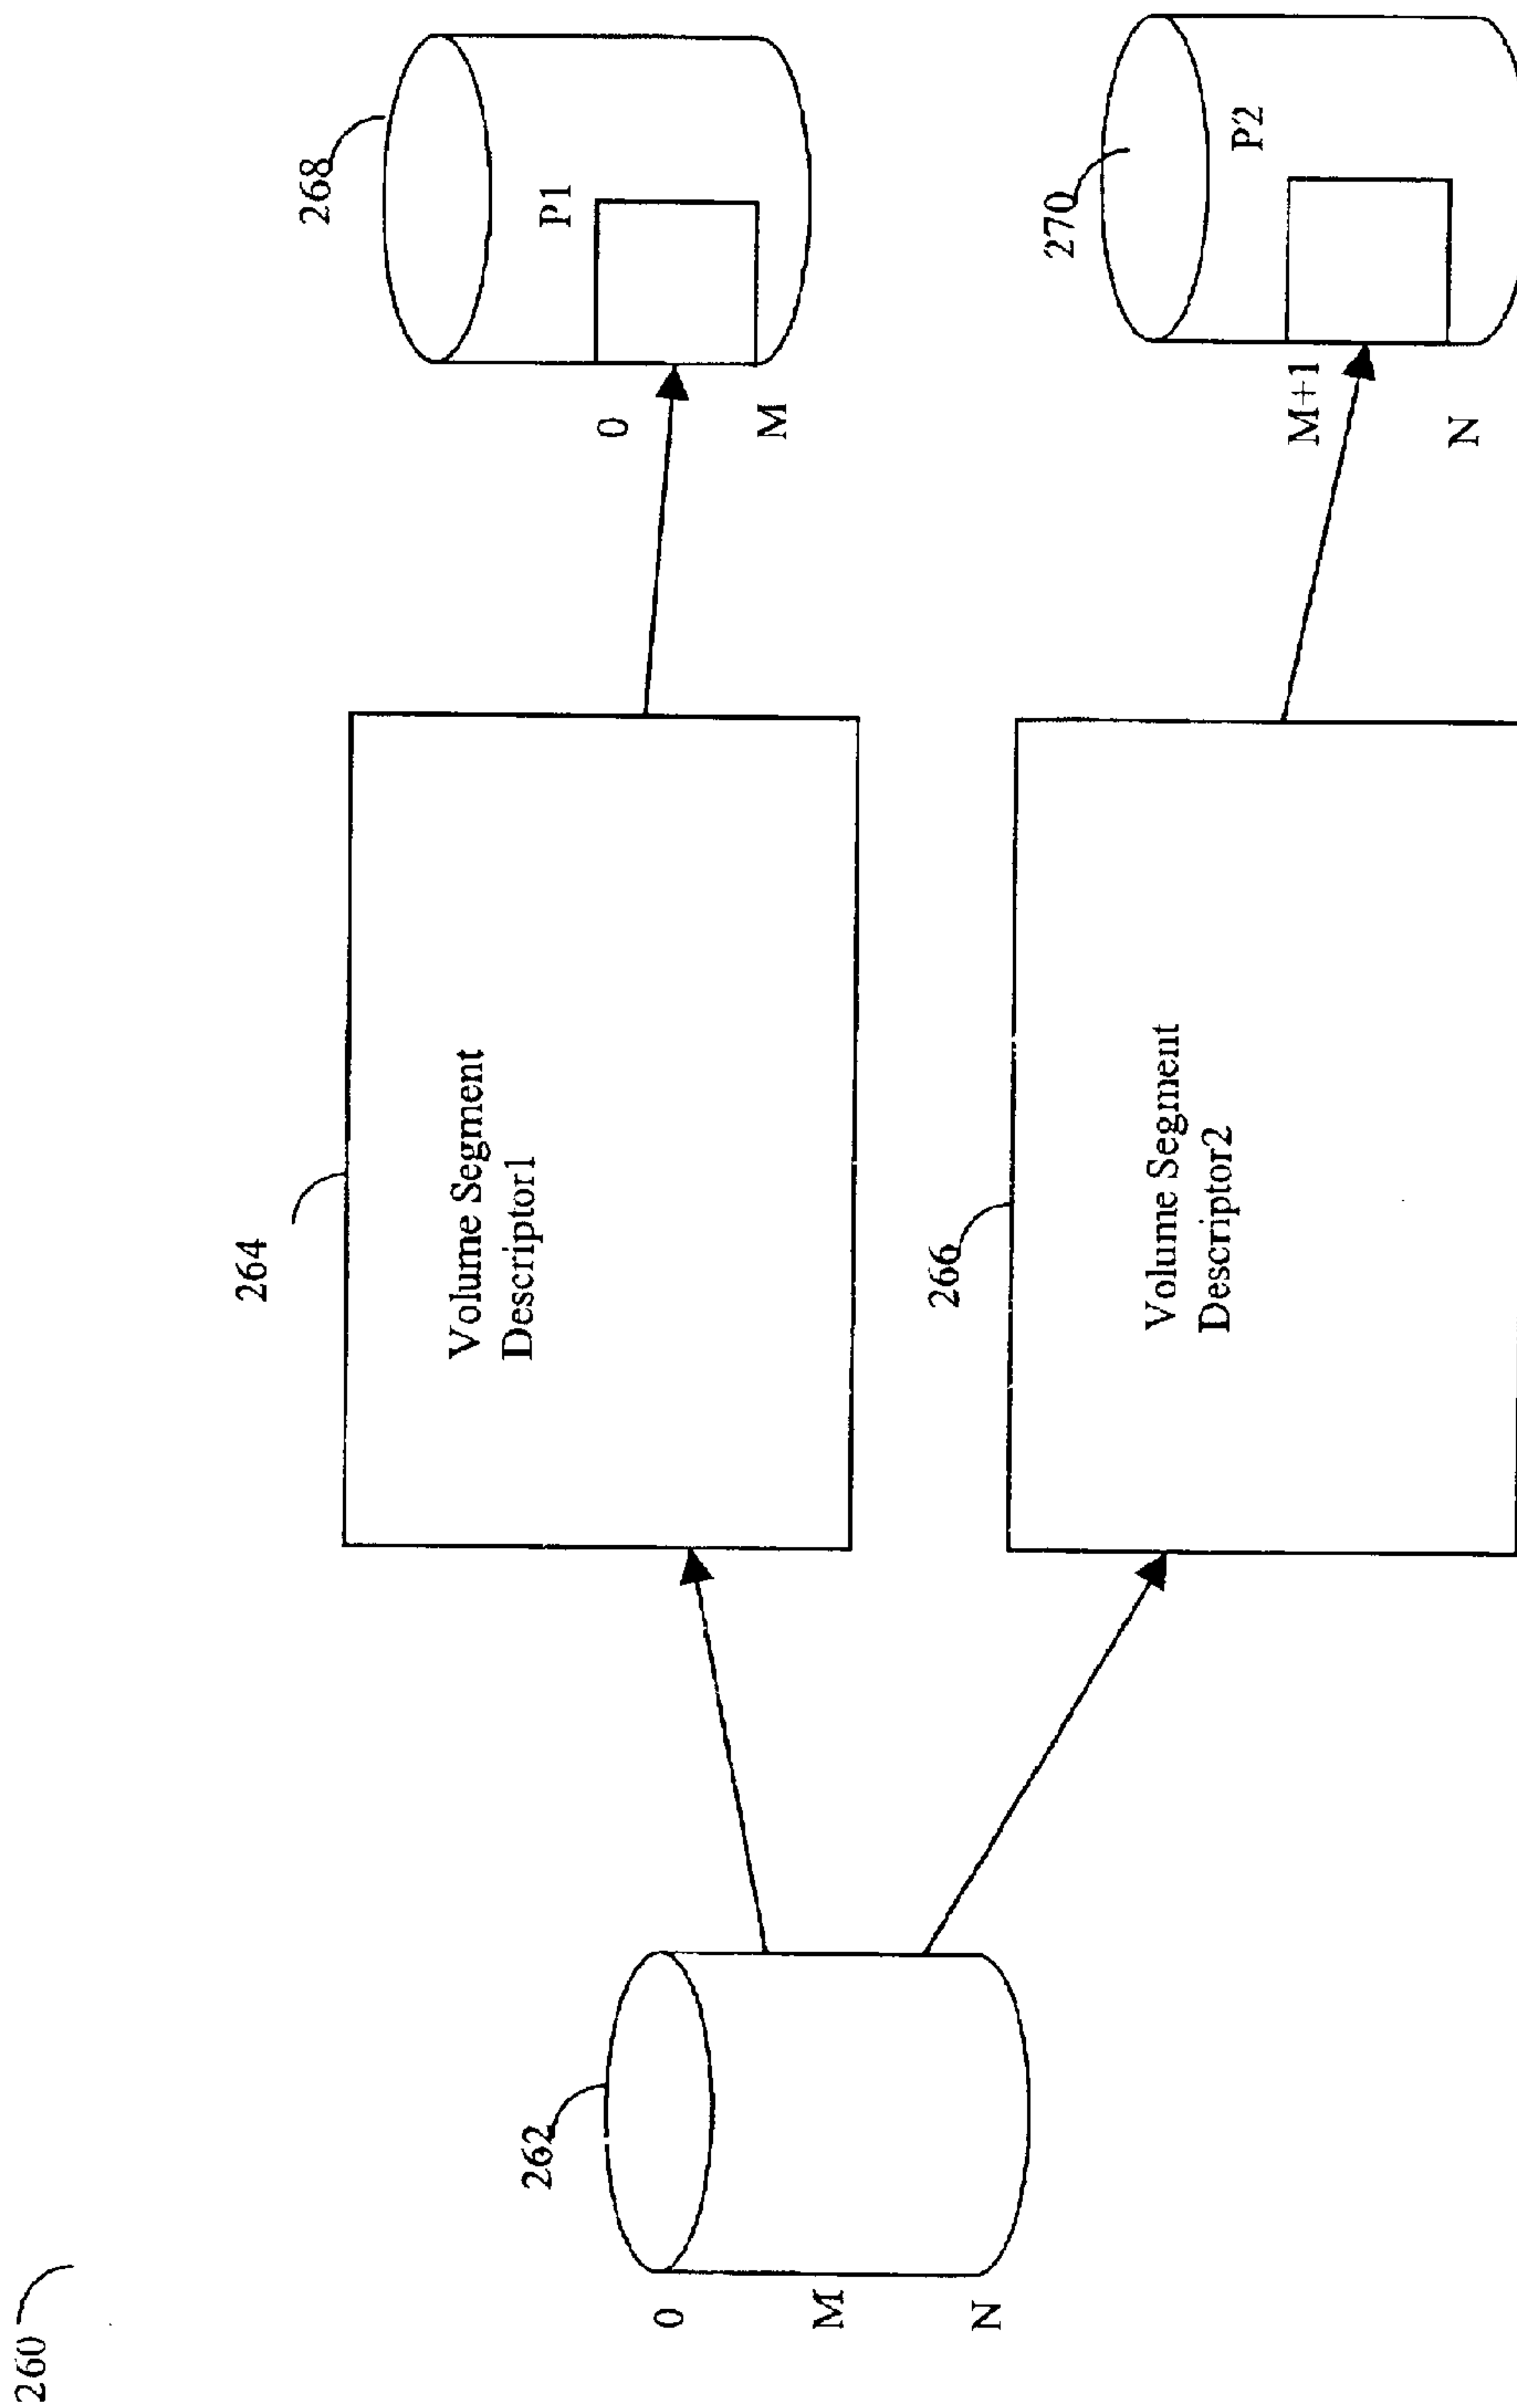 260
262
0
M
N
264
Volume Segment
Descriptor1
266
Volume Segment
Descriptor2
268
P1
0
M
270
P2
M+1
N